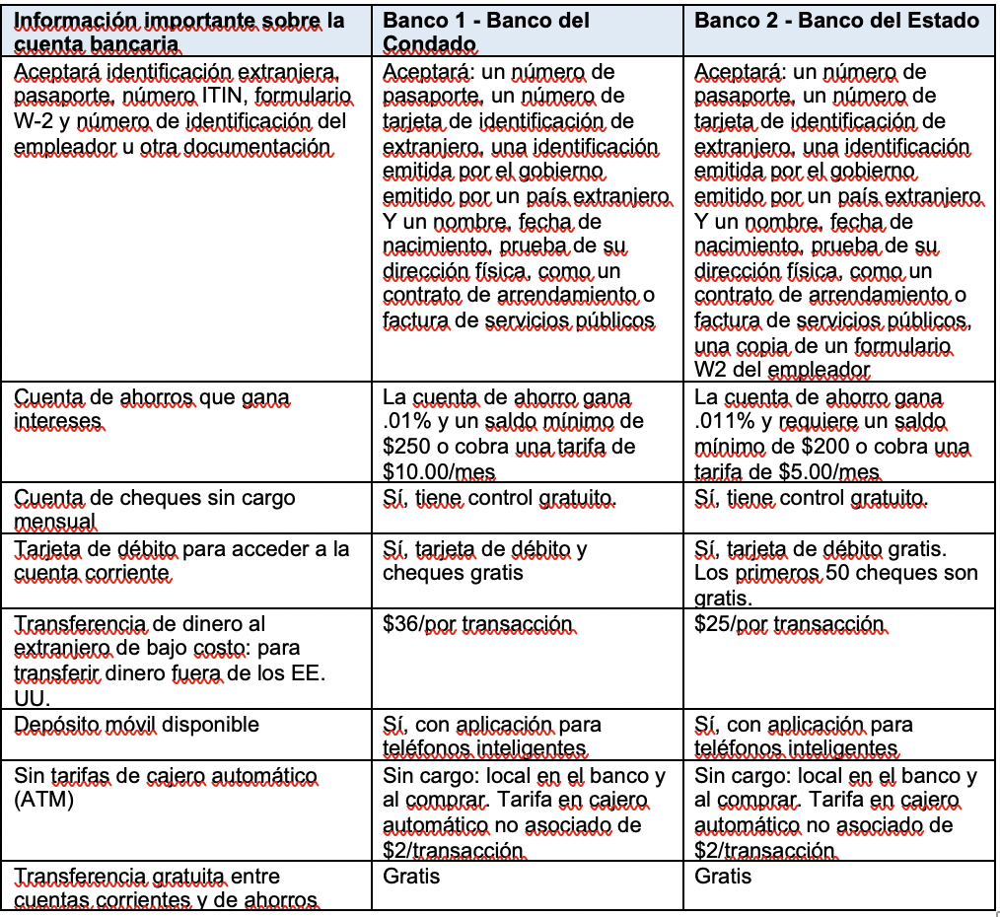 Información importante sobre la
cuenta bancaria
Banco 1 - Banco del
Condado
Banco 2 - Banco del Estado
Aceptará identificación extranjera,
pasaporte, número ITIN, formulario
W-2 y número de identificación del
empleador u otra documentación
Aceptará: un número de
pasaporte, un número de
tarjeta de identificación de
extranjero, una identificación
emitida por el gobierno
emitido por un país extranjero
Y un nombre, fecha de
nacimiento, prueba de su
dirección física, como un
contrato de arrendamiento o
factura de servicios públicos
Aceptará: un número de
pasaporte, un número de
tarjeta de identificación de
extranjero, una identificación
emitida por el gobierno
emitido por un país extranjero
Y un nombre, fecha de
nacimiento, prueba de su
dirección física, como un
contrato de arrendamiento o
factura de servicios públicos,
una copia de un formulario
W2 del empleador
Cuenta de ahorros que gana
intereses
La cuenta de ahorro gana
.01% y un saldo mínimo de
$250 o cobra una tarifa de
$10.00/mes
La cuenta de ahorro gana
.011% y requiere un saldo
mínimo de $200 o cobra una
tarifa de $5.00/mes
Cuenta de cheques sin cargo
mensual
Sí, tiene control gratuito.
Sí, tiene control gratuito.
Tarjeta de débito para acceder a la
cuenta corriente
Sí, tarjeta de débito y
cheques gratis
Sí, tarjeta de débito gratis.
Los primeros 50 cheques son
gratis.
Transferencia de dinero al
extranjero de bajo costo: para
transferir dinero fuera de los EE.
UU.
$36/por transacción
$25/por transacción
Depósito móvil disponible
Sí, con aplicación para
teléfonos inteligentes
Sí, con aplicación para
teléfonos inteligentes
Sin tarifas de cajero automático
(ATM)
Sin cargo: local en el banco y
al comprar. Tarifa en cajero
automático no asociado de
$2/transacción
Sin cargo: local en el banco y
al comprar. Tarifa en cajero
automático no asociado de
$2/transacción
Transferencia gratuita entre
cuentas corrientes y de ahorros
Gratis
Gratis